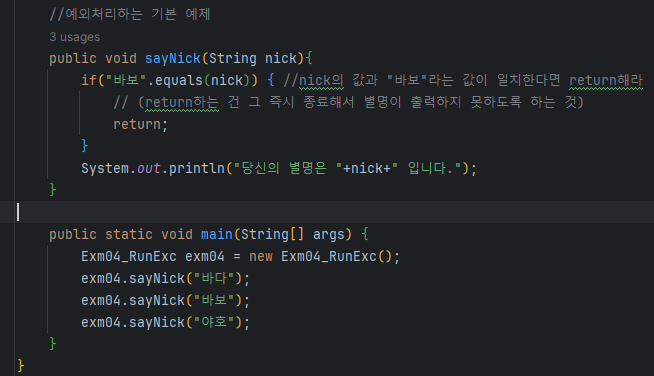 //예외처리하는 기본 예제
3 usages
public void sayNick(String nick){
if("바보".equals(nick)) { //nick의 값과 "바보"라는 값이 일치한다면 return해라
// (return하는 건 그 즉시 종료해서 별명이 출력하지 못하도록 하는 것)
return;
}
System.out.println("당신의 별명은 "+nick+" 입니다.");
}
public static void main(String[] args) {
Exm04_RunExc exm04 = new Exm04_RunExc();
exm04.sayNick("바다");
exm04.sayNick("바보");
exm04.sayNick("야호");
}
}